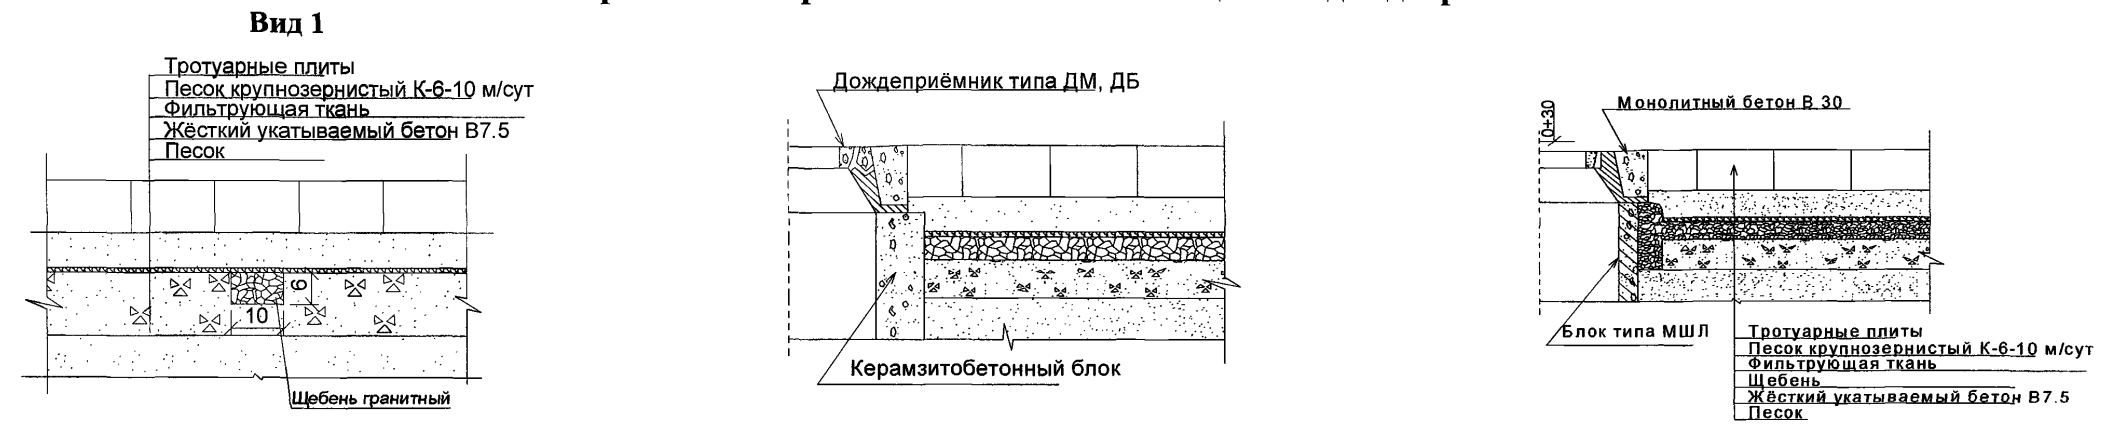 Вид 1
Тротуарные плиты
Песок крупнозернистый К-6-10 м/сут
Фильтрующая ткань
Жёсткий укатываемый бетон В7.5
Песок
6
10
Щебень гранитный
Дождеприёмник типа ДМ, ДБ
Керамзитобетонный блок
0+30
Монолитный бетон В 30
Блок типа МШЛ
Тротуарные плиты
Песок крупнозернистый К-6-10 м/сут
Фильтрующая ткань
Щебень
Жёсткий укатываемый бетон В7.5
Песок